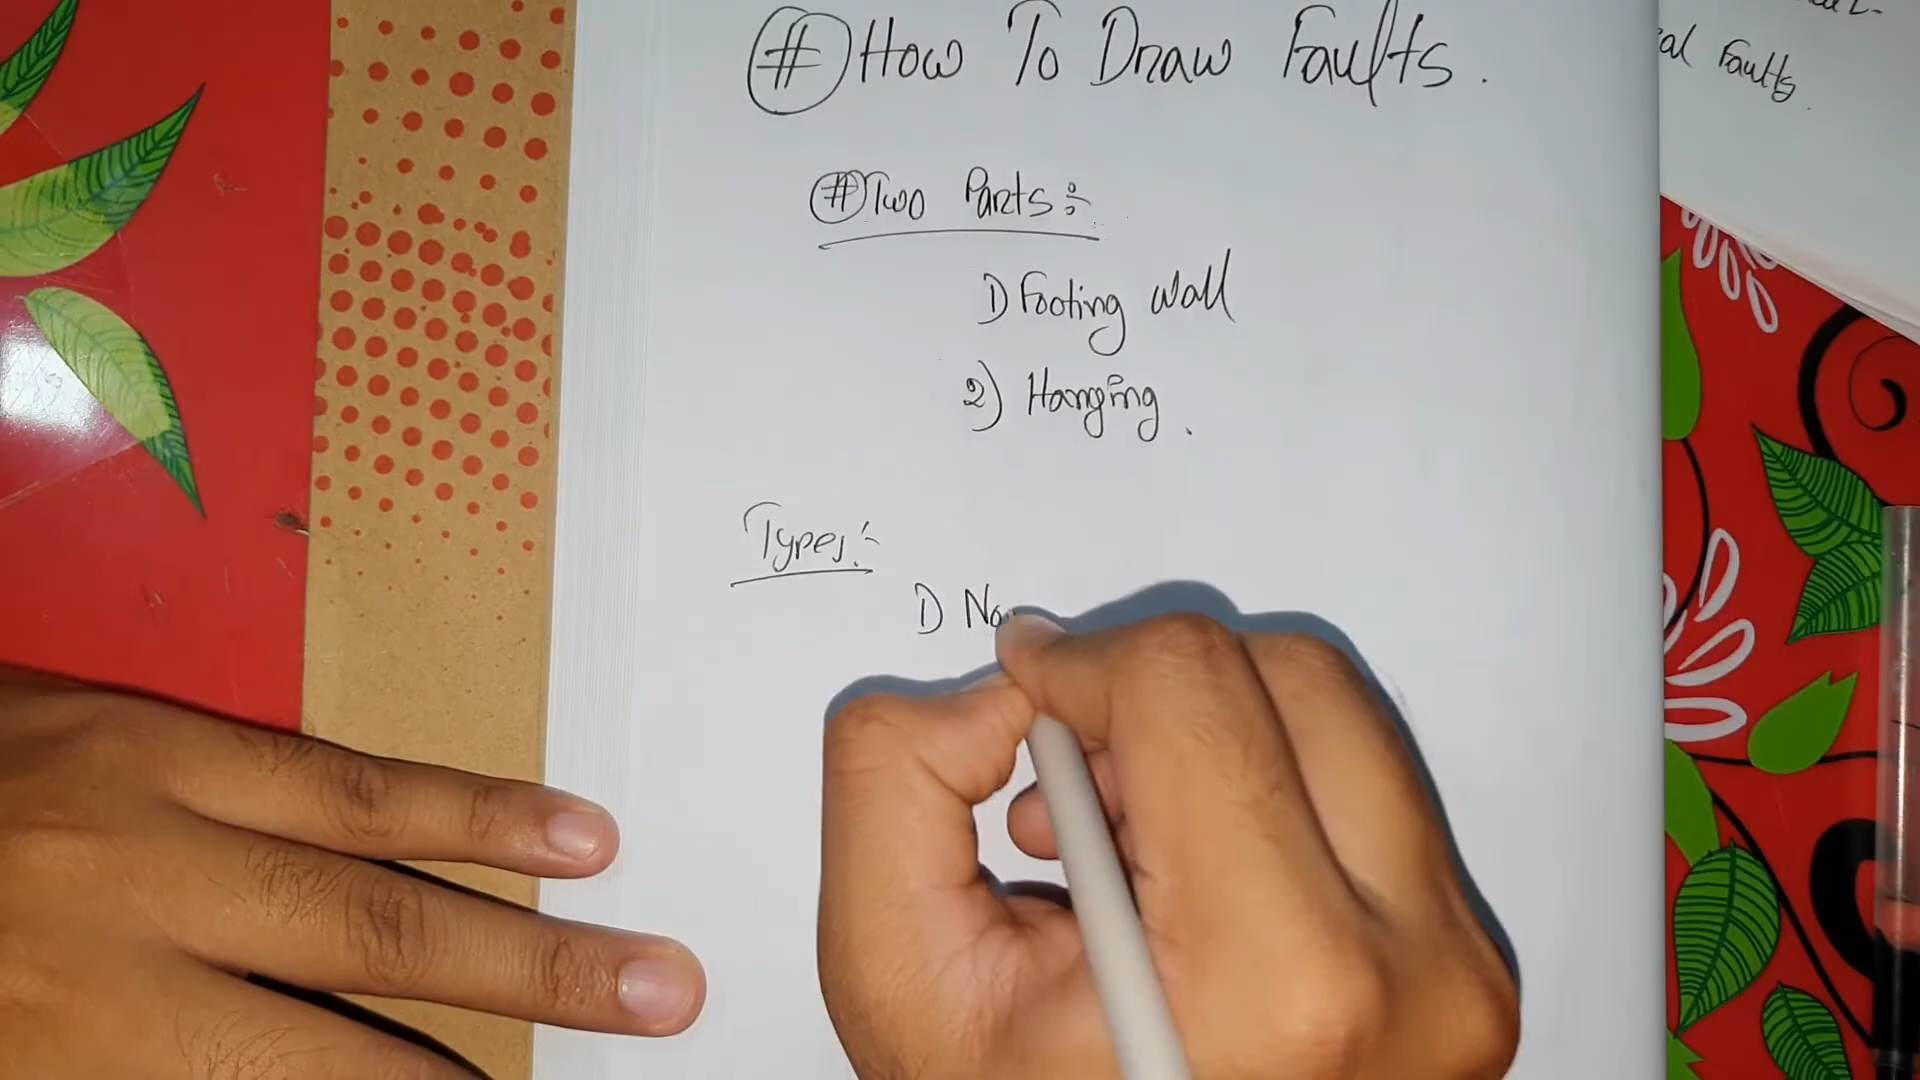 # How To Draw Faults.
# Two Parts:
1) Footing wall
2) Hanging.
Types:-
1) No
al Faults.